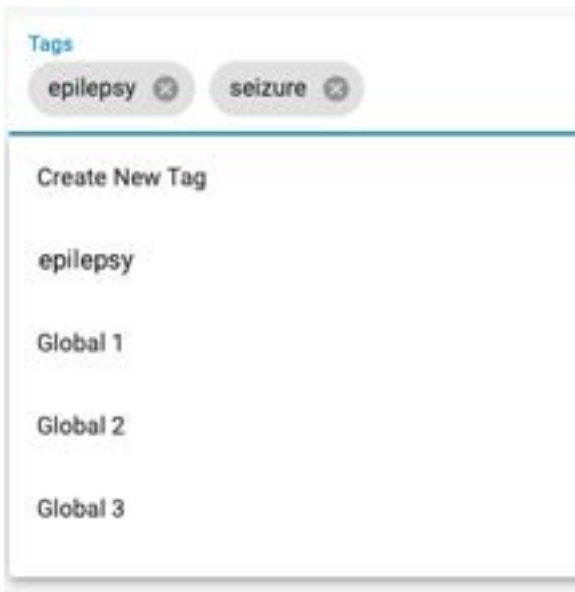 Tags
epilepsy seizure
Create New Tag
epilepsy
Global 1
Global 2
Global 3